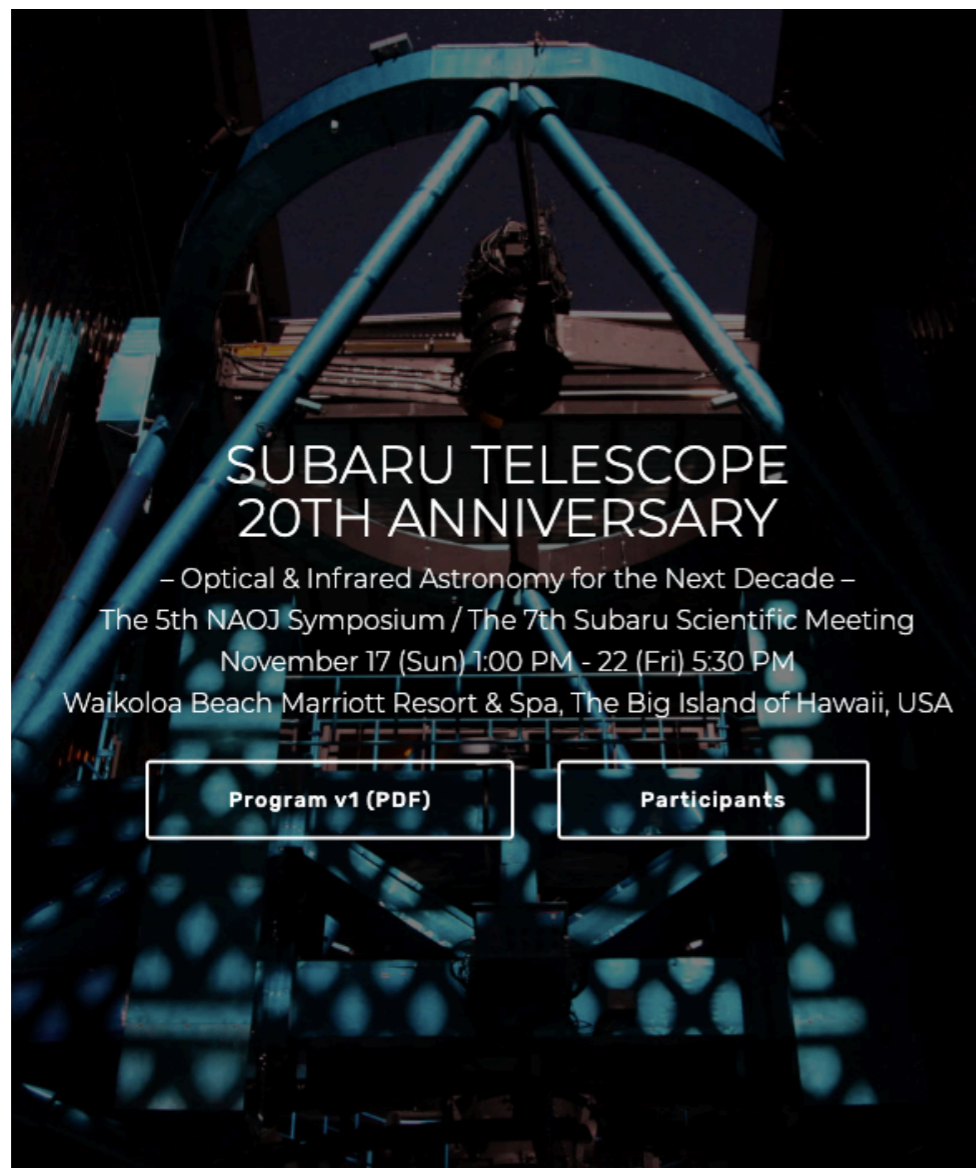 SUBARU TELESCOPE
20TH ANNIVERSARY
– Optical & Infrared Astronomy for the Next Decade –
The 5th NAOJ Symposium / The 7th Subaru Scientific Meeting
November 17 (Sun) 1:00 PM - 22 (Fri) 5:30 PM
Waikoloa Beach Marriott Resort & Spa, The Big Island of Hawaii, USA
Program v1 (PDF)
Participants